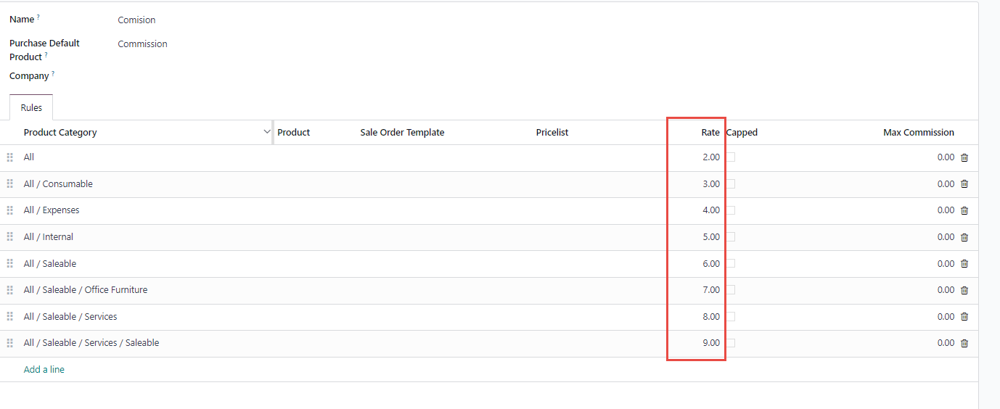 Name ? Comision
Purchase Default Product ? Commission
Company ?
Rules
Product Category Product Sale Order Template Pricelist Rate Capped Max Commission
All 2.00 0.00
All / Consumable 3.00 0.00
All / Expenses 4.00 0.00
All / Internal 5.00 0.00
All / Saleable 6.00 0.00
All / Saleable / Office Furniture 7.00 0.00
All / Saleable / Services 8.00 0.00
All / Saleable / Services / Saleable 9.00 0.00
Add a line